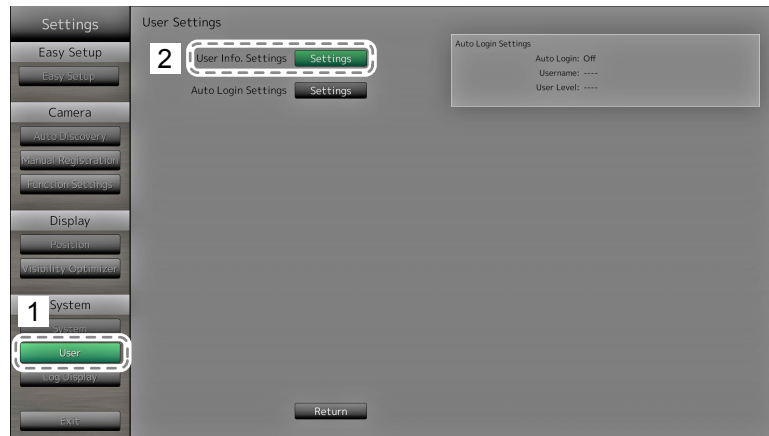 Settings
Easy Setup
Easy Setup
Camera
Auto Discovery
Manual Registration
Function Settings
Display
Position
Visibility Optimizer
1
System
System
User
Log Display
Exit
User Settings
2
User Info. Settings Settings
Auto Login Settings Settings
Auto Login Settings
Auto Login: Off
Username: ----
User Level: ----
Return